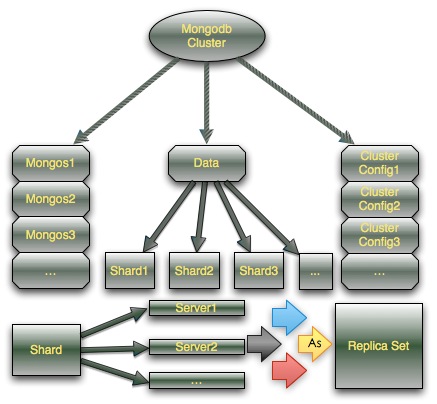 Mongodb
Cluster
Mongos1
Mongos2
Mongos3
...
Data
Shard1
Shard2
Shard3
...
Cluster
Config1
Cluster
Config2
Cluster
Config3
...
Shard
Server1
Server2
...
As
Replica Set